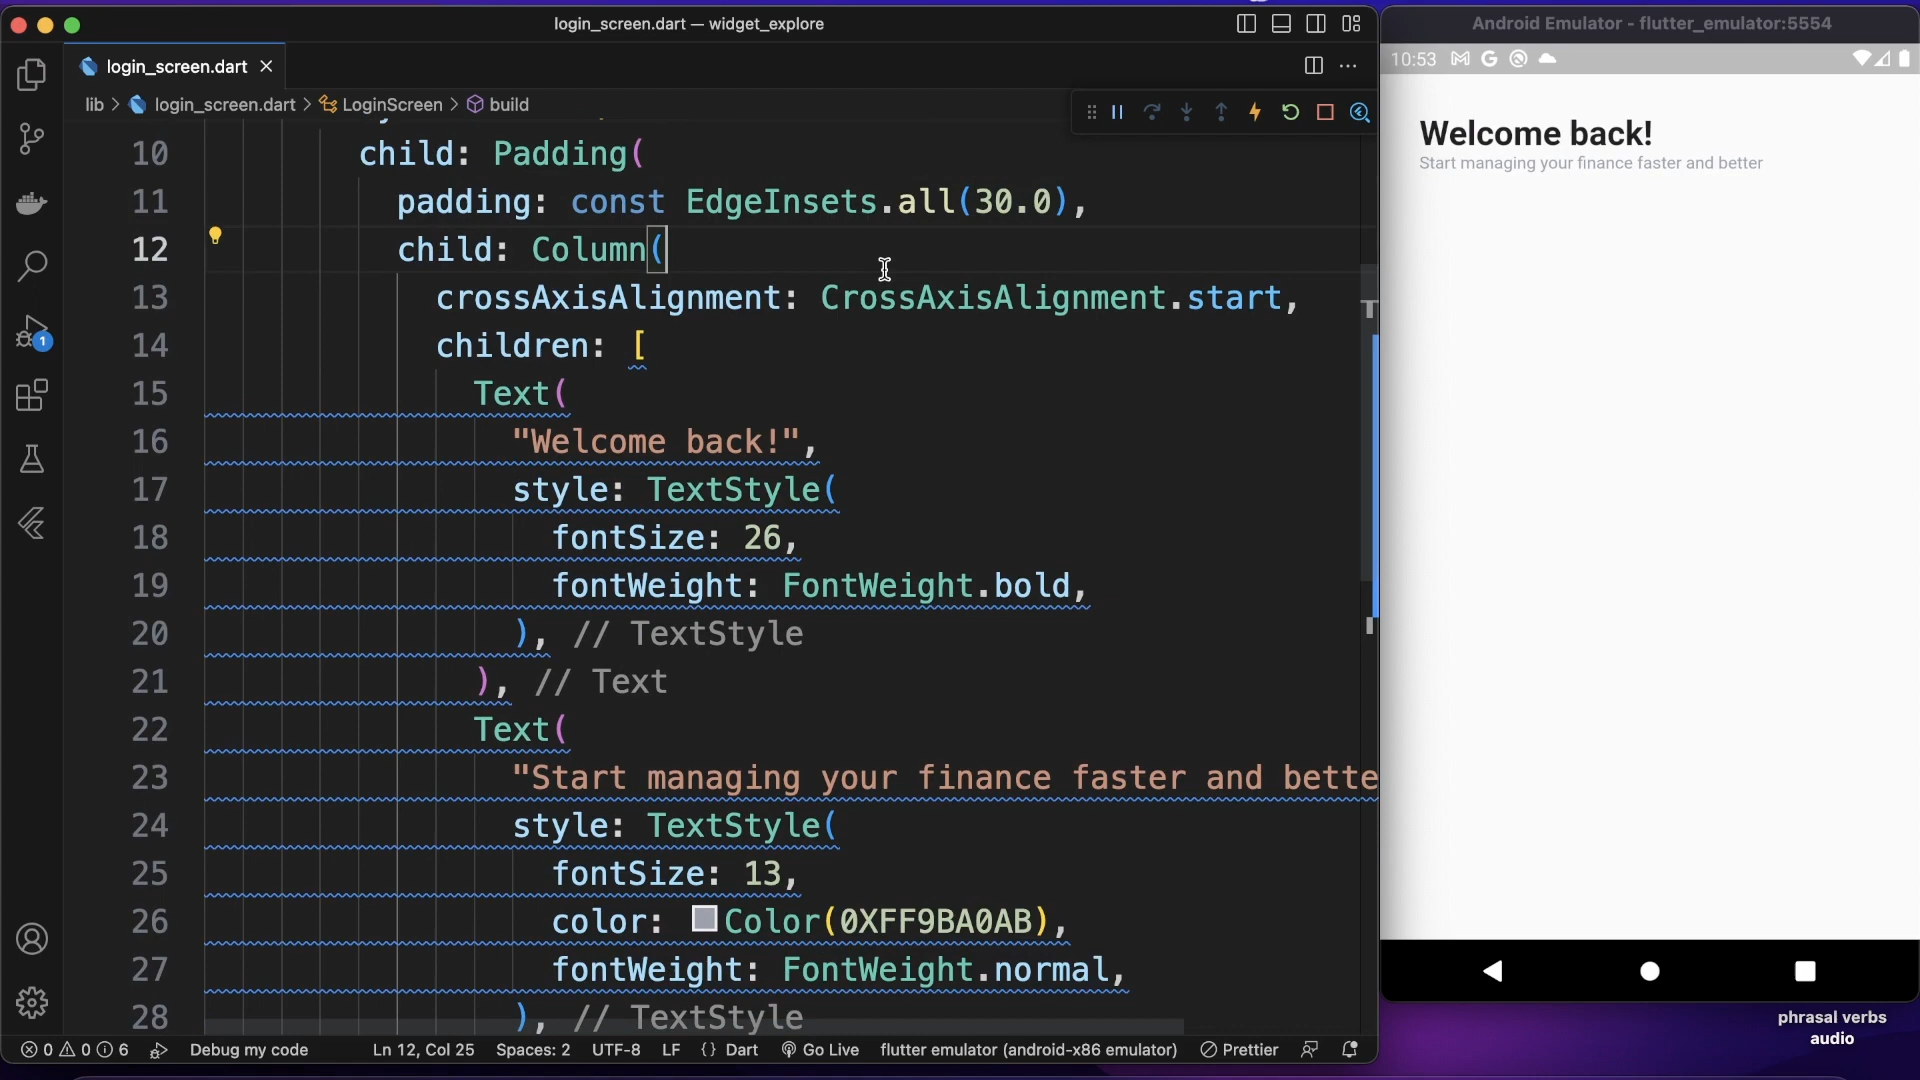 login_screen.dart — widget_explore
Android Emulator - flutter_emulator:5554
login_screen.dart
10:53
lib > login_screen.dart > LoginScreen > build
10 child: Padding(
11 padding: const EdgeInsets.all(30.0),
12 child: Column(
13 crossAxisAlignment: CrossAxisAlignment.start,
14 children: [
15 Text(
16 "Welcome back!",
17 style: TextStyle(
18 fontSize: 26,
19 fontWeight: FontWeight.bold,
20 ), // TextStyle
21 ), // Text
22 Text(
23 "Start managing your finance faster and bette
24 style: TextStyle(
25 fontSize: 13,
26 color: Color(0XFF9BA0AB),
27 fontWeight: FontWeight.normal,
28 ), // TextStyle
1
Welcome back!
Start managing your finance faster and better
0 0 6 Debug my code Ln 12, Col 25 Spaces: 2 UTF-8 LF {} Dart Go Live flutter emulator (android-x86 emulator) Prettier
phrasal verbs
audio